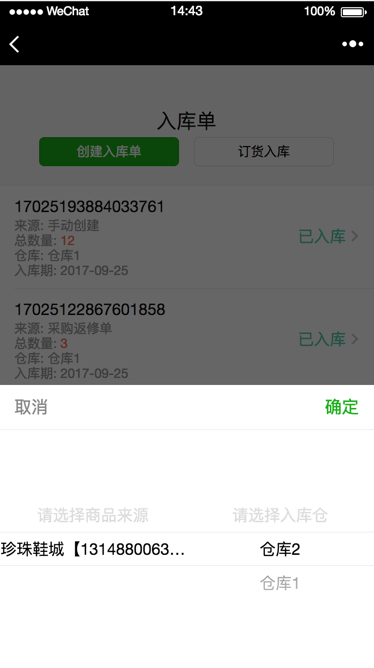 WeChat 14:43 100%
入库单
创建入库单 订货入库
17025193884033761
来源: 手动创建
总数量: 12
仓库: 仓库1
已入库
入库期: 2017-09-25
17025122867601858
来源: 采购返修单
总数量: 3
仓库: 仓库1
已入库
入库期: 2017-09-25
取消 确定
请选择商品来源 请选择入库仓
珍珠鞋城【1314880063... 仓库2
仓库1